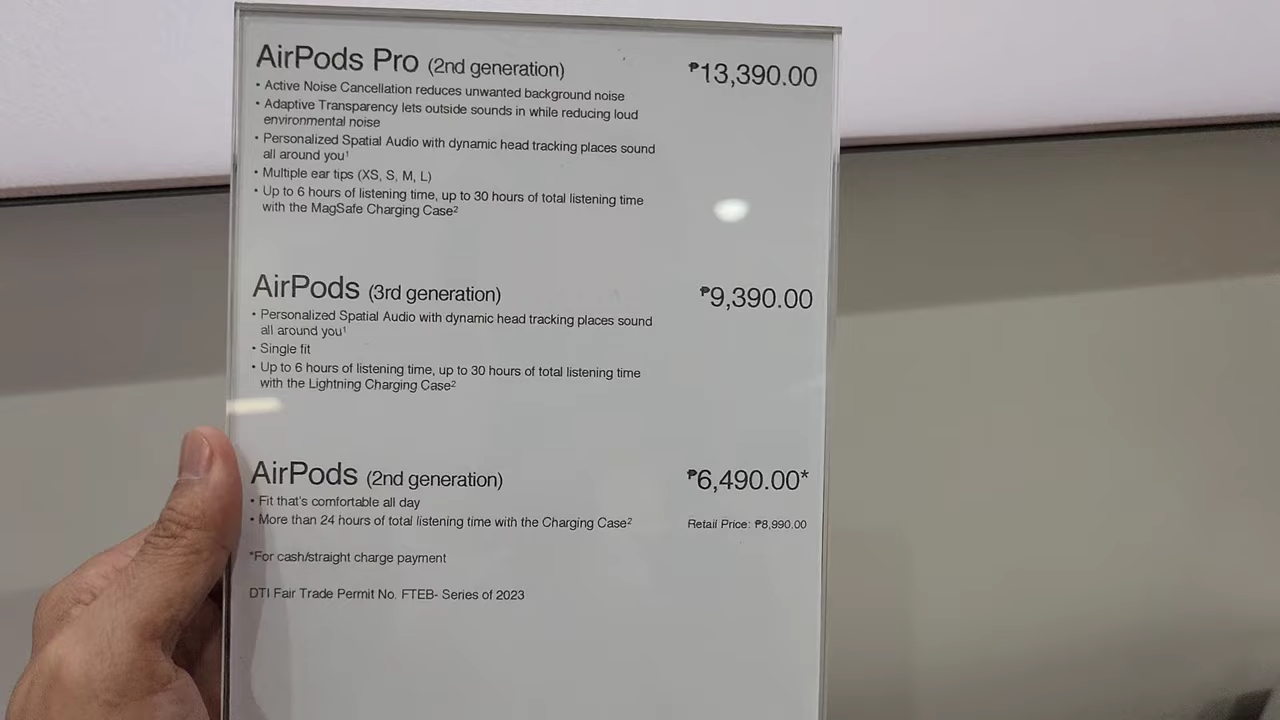 AirPods Pro (2nd generation) ₱13,390.00
• Active Noise Cancellation reduces unwanted background noise
• Adaptive Transparency lets outside sounds in while reducing loud
environmental noise
• Personalized Spatial Audio with dynamic head tracking places sound
all around you¹
• Multiple ear tips (XS, S, M, L)
• Up to 6 hours of listening time, up to 30 hours of total listening time
with the MagSafe Charging Case²
AirPods (3rd generation) ₱9,390.00
• Personalized Spatial Audio with dynamic head tracking places sound
all around you¹
• Single fit
• Up to 6 hours of listening time, up to 30 hours of total listening time
with the Lightning Charging Case²
AirPods (2nd generation) ₱6,490.00*
• Fit that's comfortable all day
• More than 24 hours of total listening time with the Charging Case² Retail Price: ₱8,990.00
*For cash/straight charge payment
DTI Fair Trade Permit No. FTEB- Series of 2023